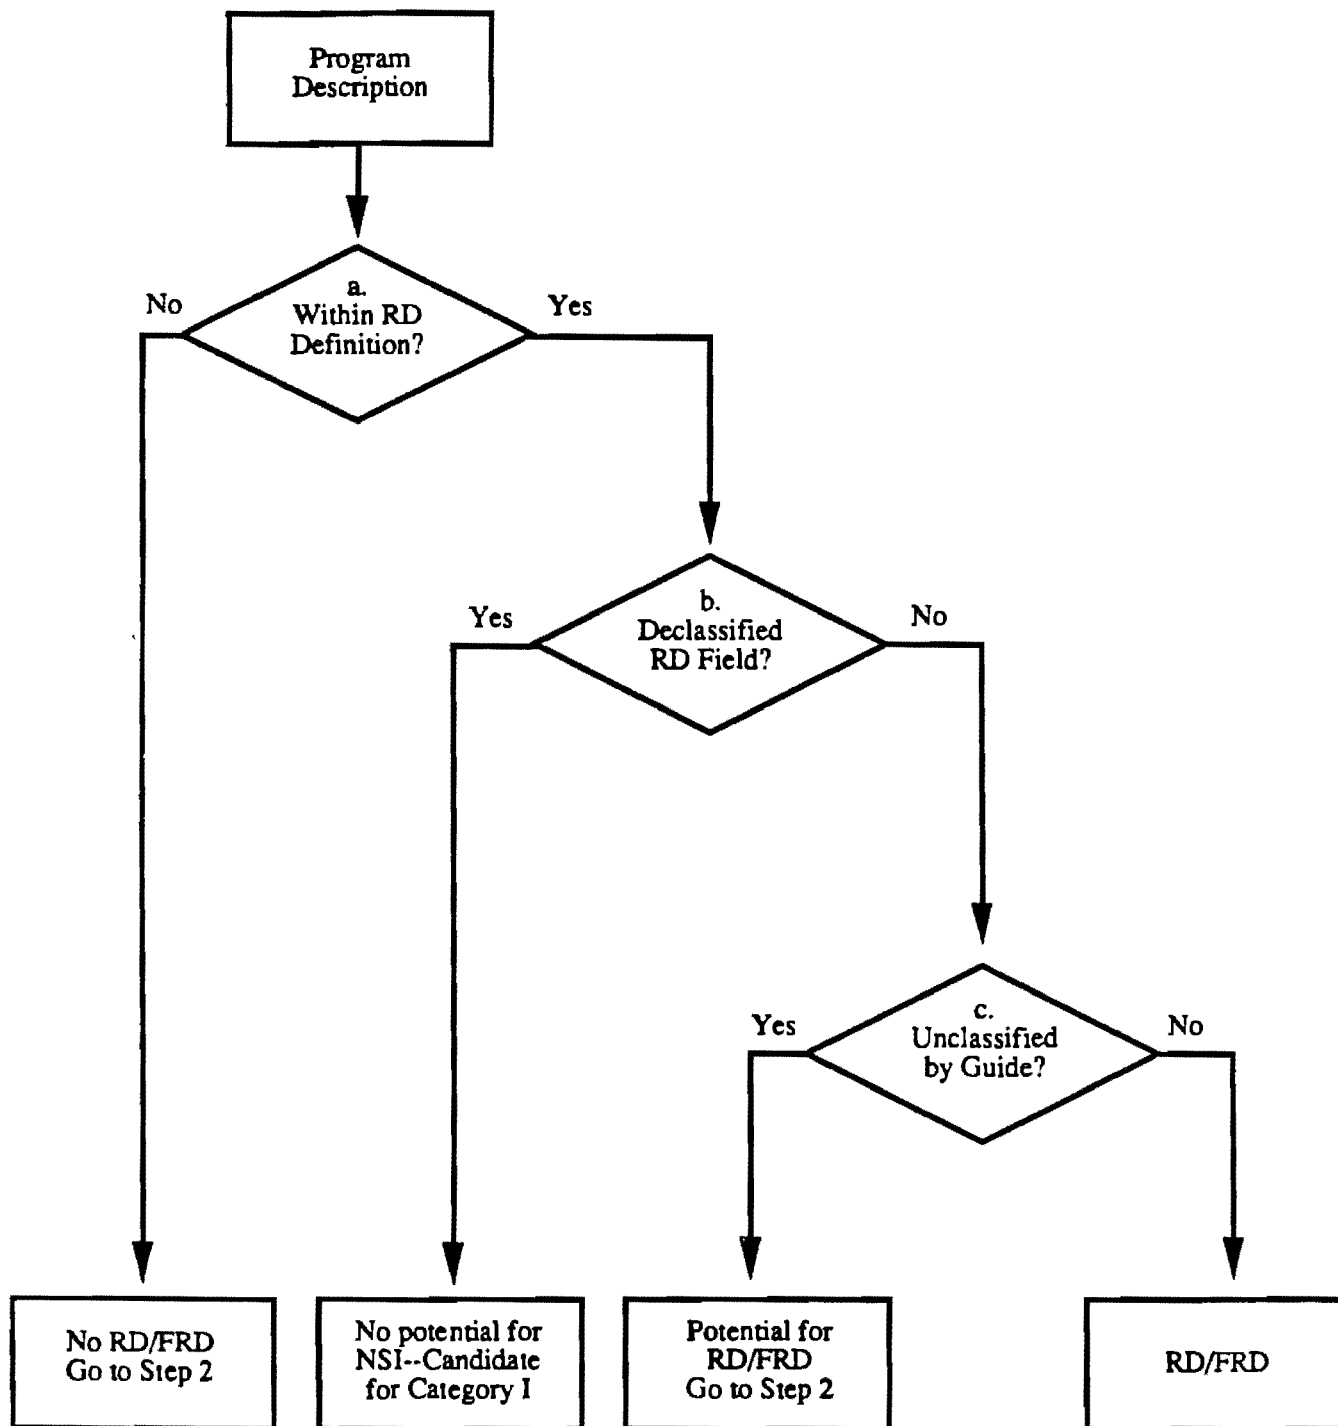 Program
Description
a.
Within RD
Definition?
No
Yes
b.
Declassified
RD Field?
Yes
No
c.
Unclassified
by Guide?
Yes
No
No RD/FRD
Go to Step 2
No potential for
NSI--Candidate
for Category I
Potential for
RD/FRD
Go to Step 2
RD/FRD